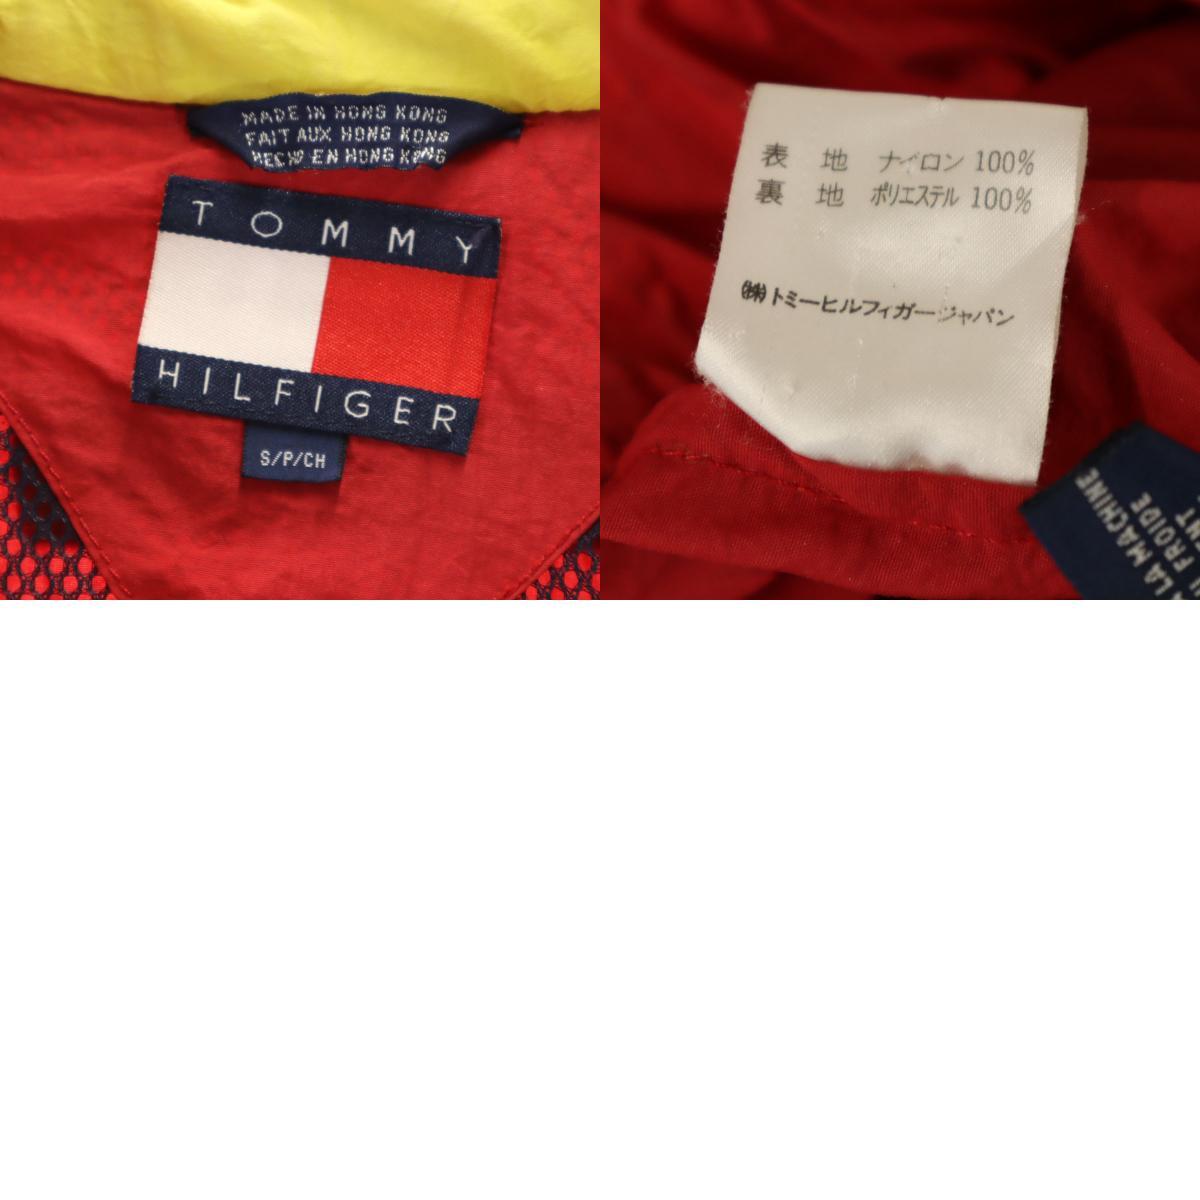 MADE IN HONG KONG
FAIT AUX HONG KONG
HECHO EN HONG KONG
TOMMY
HILFIGER
S/P/CH
表 地 ナイロン 100%
裏 地 ポリエステル 100%
㈱トミーヒルフィガージャパン
LA MACHINE
FROIDE